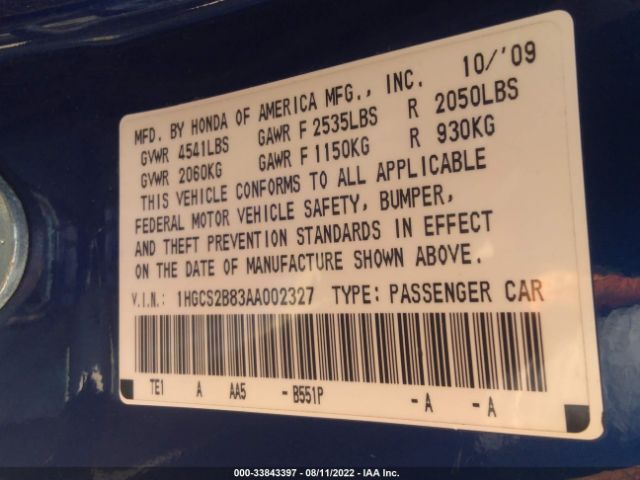 MFD. BY HONDA OF AMERICA MFG., INC. 10/'09
GVWR 4541LBS GAWR F 2535LBS R 2050LBS
GVWR 2060KG GAWR F 1150KG R 930KG
THIS VEHICLE CONFORMS TO ALL APPLICABLE
FEDERAL MOTOR VEHICLE SAFETY, BUMPER,
AND THEFT PREVENTION STANDARDS IN EFFECT
ON THE DATE OF MANUFACTURE SHOWN ABOVE.
V.I.N.: 1HGCS2B83AA002327 TYPE: PASSENGER CAR
TE1 A AA5 - B551P - A - A
000-33843397 - 08/11/2022 - IAA Inc.